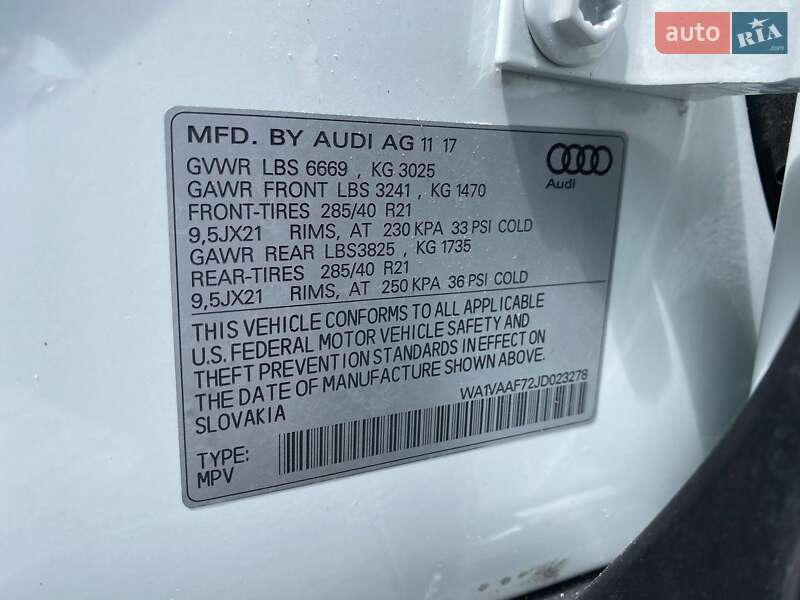 auto RIA
.com
MFD. BY AUDI AG 11 17
GVWR LBS 6669 , KG 3025
GAWR FRONT LBS 3241 , KG 1470
FRONT-TIRES 285/40 R21
9,5JX21 RIMS, AT 230 KPA 33 PSI COLD
GAWR REAR LBS3825 , KG 1735
REAR-TIRES 285/40 R21
9,5JX21 RIMS, AT 250 KPA 36 PSI COLD
Audi
THIS VEHICLE CONFORMS TO ALL APPLICABLE
U.S. FEDERAL MOTOR VEHICLE SAFETY AND
THEFT PREVENTION STANDARDS IN EFFECT ON
THE DATE OF MANUFACTURE SHOWN ABOVE.
SLOVAKIA
WA1VAAF72JD023278
TYPE:
MPV